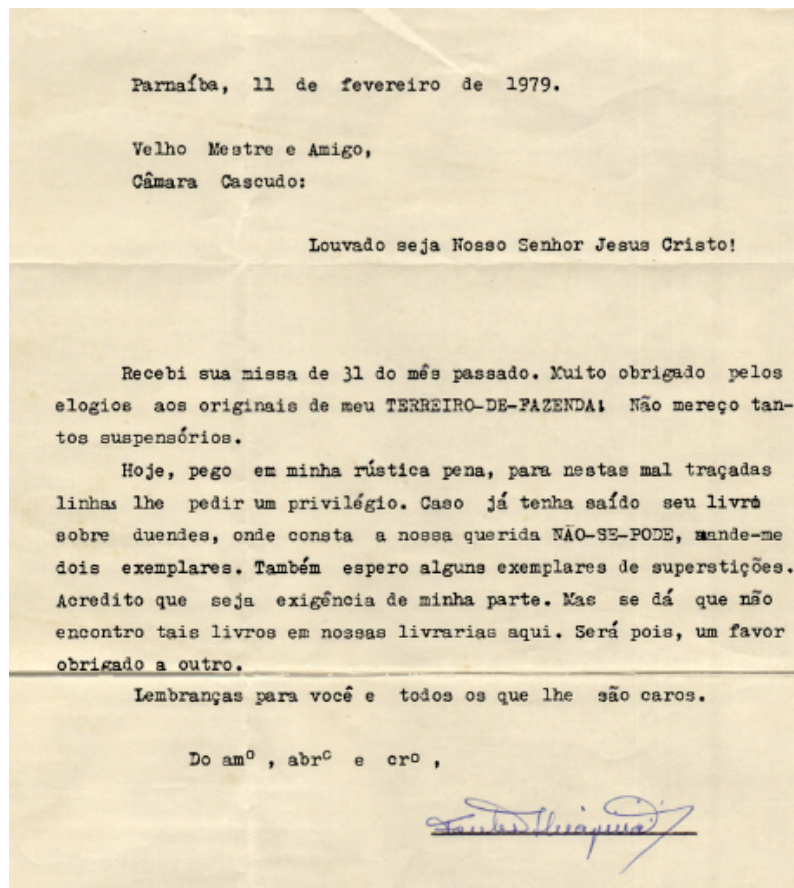 Parnaíba, 11 de fevereiro de 1979.
Velho Mestre e Amigo,
Câmara Cascudo:
Louvado seja Nosso Senhor Jesus Cristo!
Recebi sua missa de 31 do mês passado. Muito obrigado pelos
elogios aos originais de meu TERREIRO-DE-FAZENDA! Não mereço tan-
tos suspensórios.
Hoje, pego em minha rústica pena, para nestas mal traçadas
linhas lhe pedir um privilégio. Caso já tenha saído seu livro
sobre duendes, onde consta a nossa querida NÃO-SE-PODE, mande-me
dois exemplares. Também espero alguns exemplares de superstições.
Acredito que seja exigência de minha parte. Mas se dá que não
encontro tais livros em nossas livrarias aqui. Será pois, um favor
obrigado a outro.
Lembranças para você e todos os que lhe são caros.
Do amº , abrº e crº ,